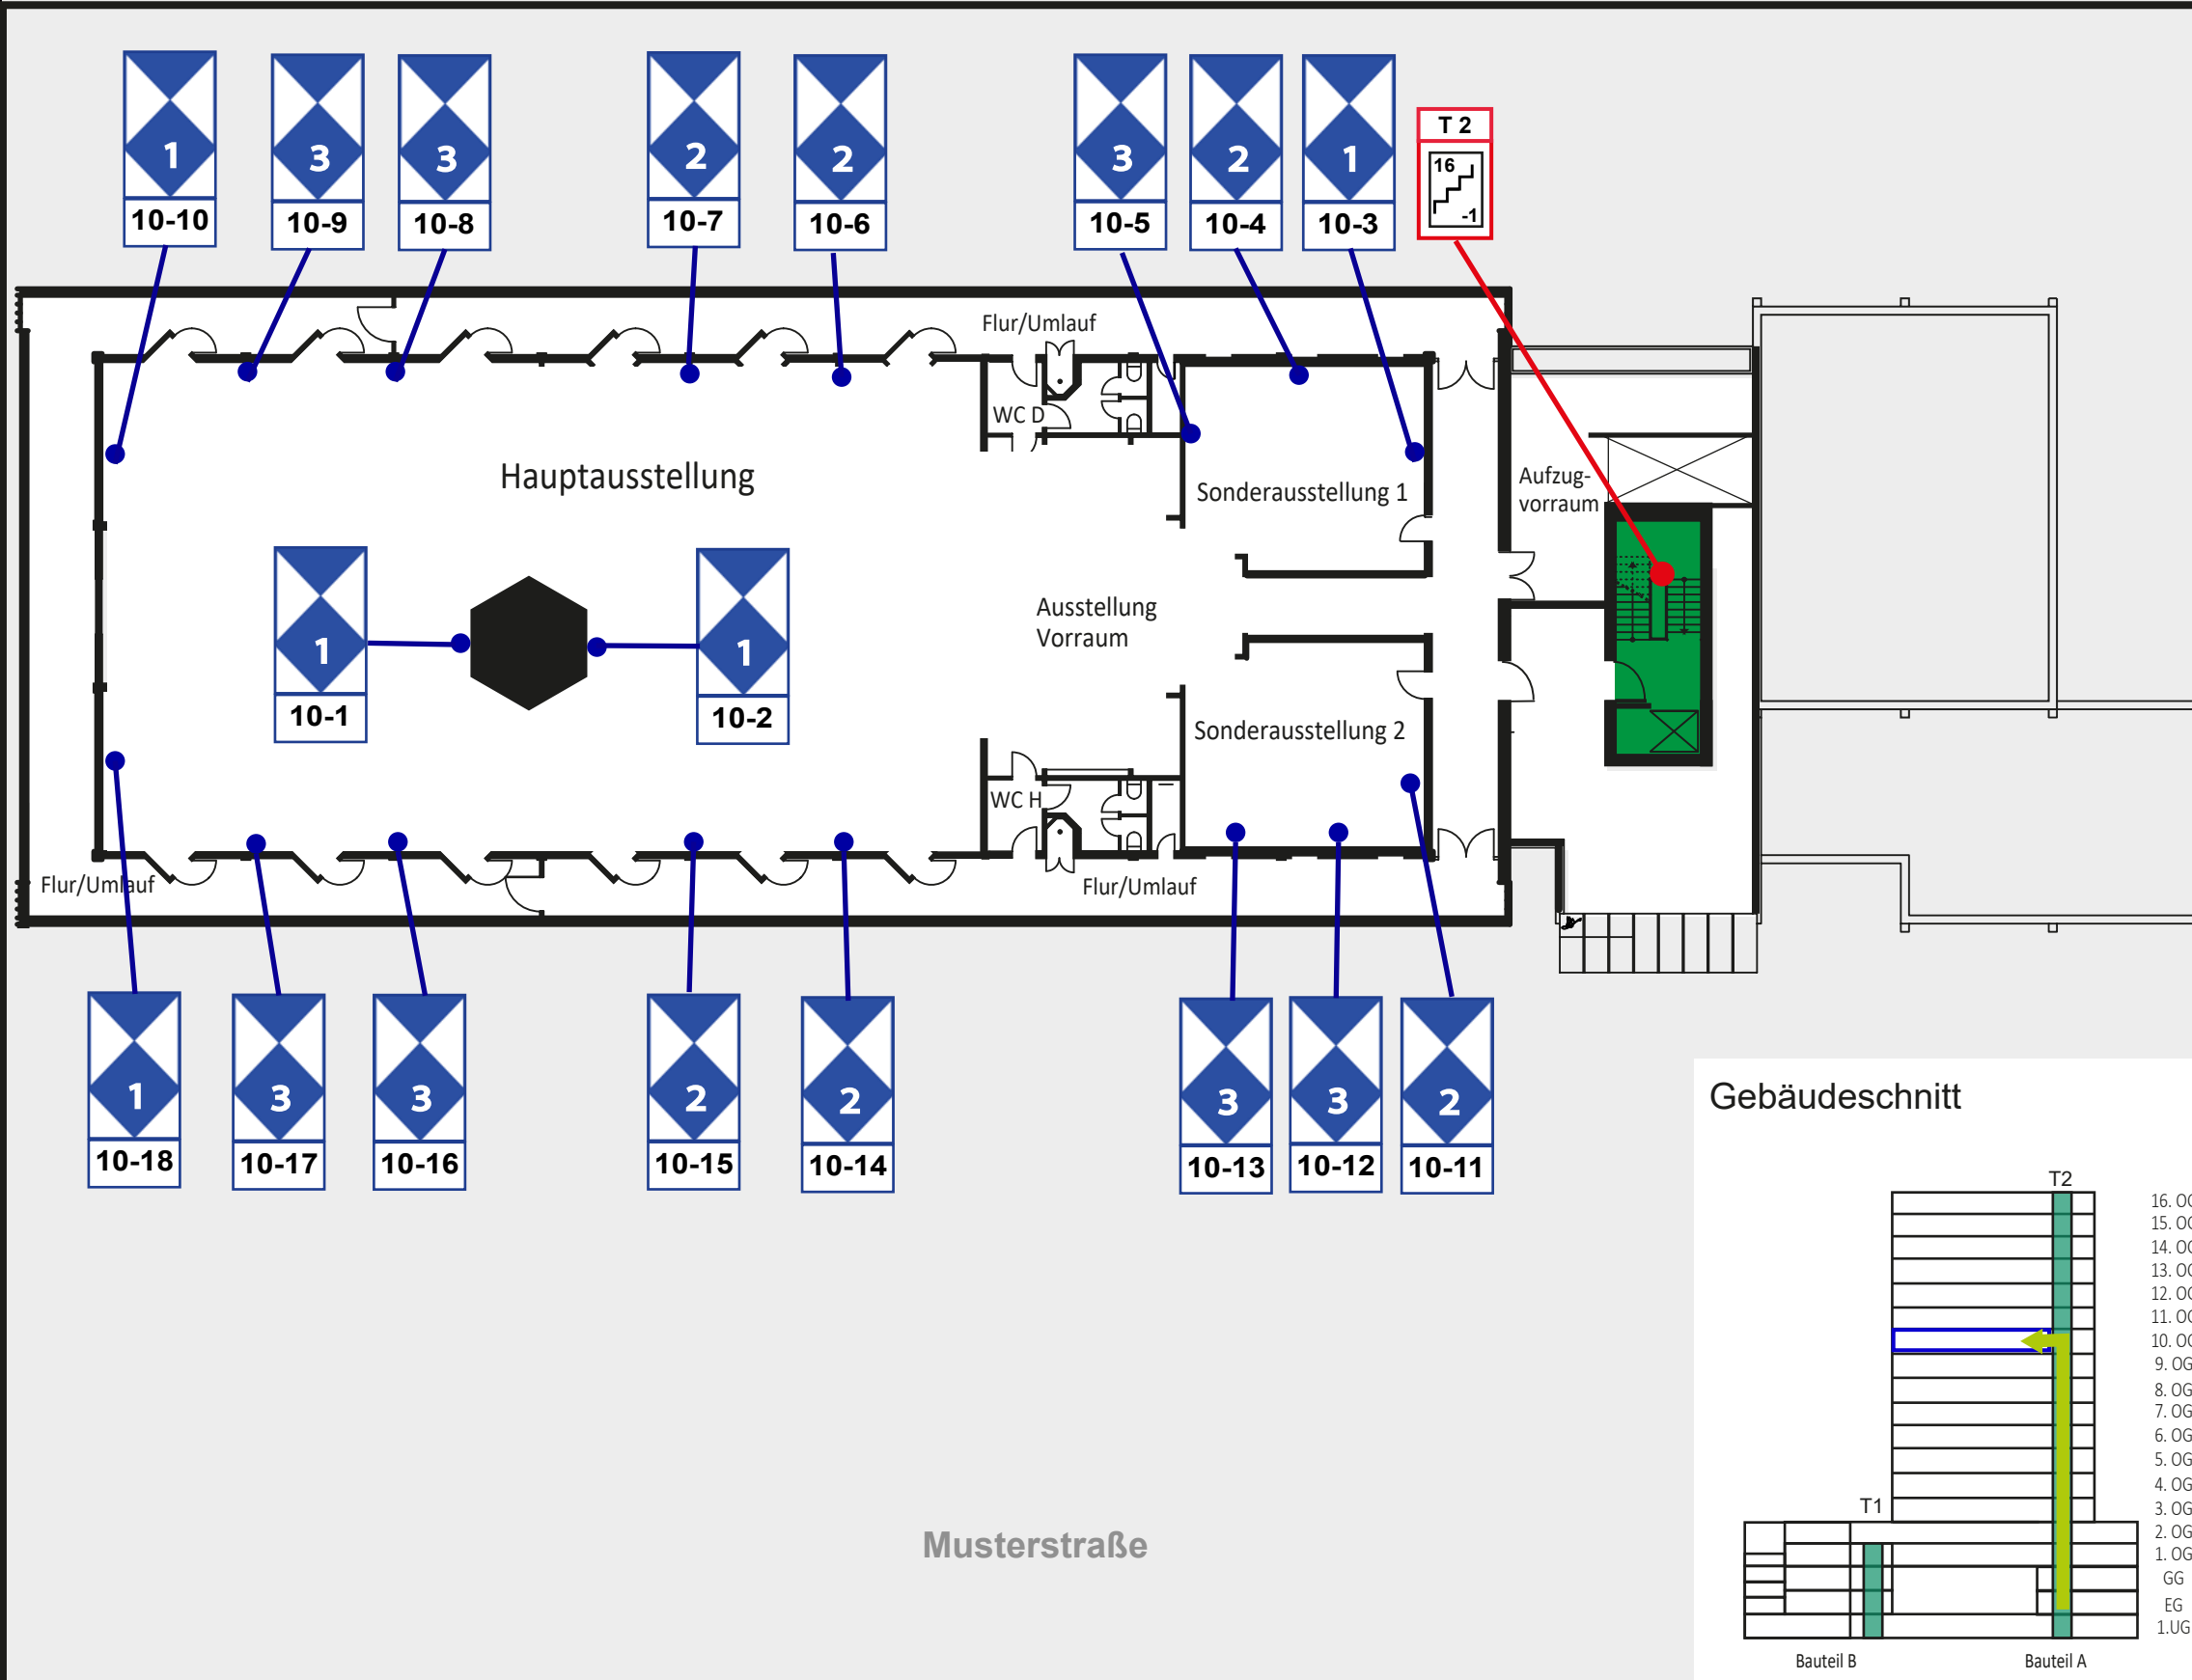 T 2
16
-1
1
3
3
2
2
3
2
1
10-10
10-9
10-8
10-7
10-6
10-5
10-4
10-3
Flur/Umlauf
WC D
Hauptausstellung
Sonderausstellung 1
Aufzug-
vorraum
Ausstellung
Vorraum
1
1
10-1
10-2
Sonderausstellung 2
WC H
Flur/Umlauf
Flur/Umlauf
1
3
3
2
2
3
3
2
10-18
10-17
10-16
10-15
10-14
10-13
10-12
10-11
Gebäudeschnitt
T2
16. OG
15. OG
14. OG
13. OG
12. OG
11. OG
10. OG
9. OG
8. OG
7. OG
6. OG
5. OG
4. OG
T1
3. OG
2. OG
1. OG
GG
EG
1.UG
Bauteil B
Bauteil A
Musterstraße